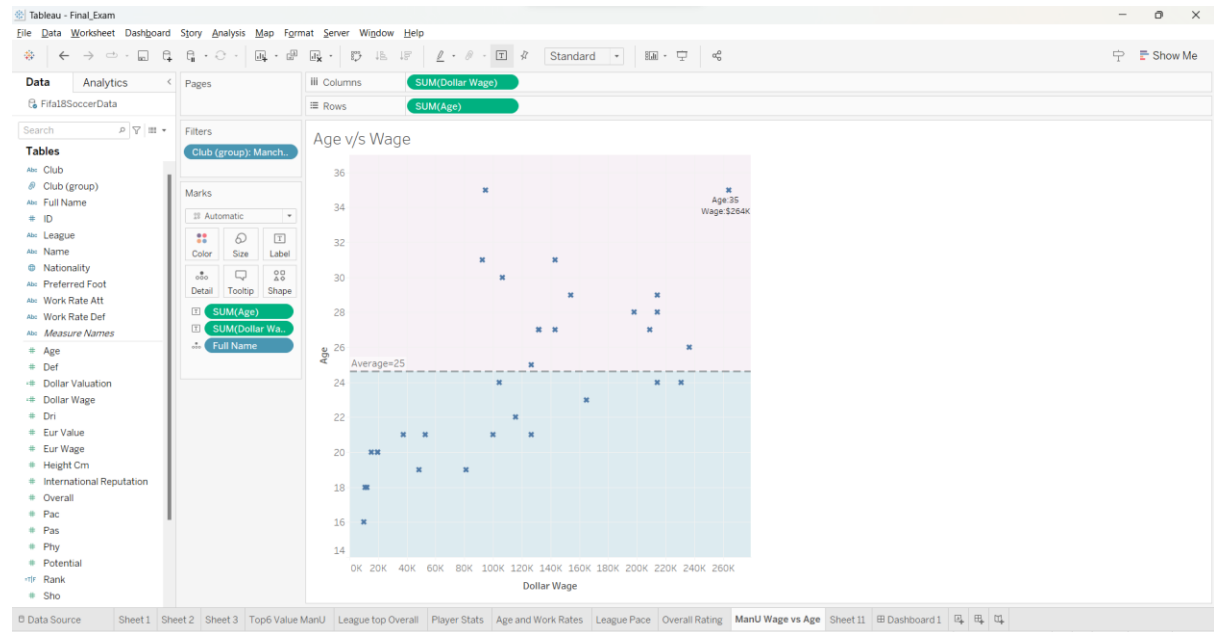 Tableau - Final_Exam
File Data Worksheet Dashboard Story Analysis Map Format Server Window Help
Standard
Show Me
Data Analytics
Fifa18SoccerData
Search
Tables
Abc Club
Club (group)
Abc Full Name
# ID
Abc League
Abc Name
Nationality
Abc Preferred Foot
Abc Work Rate Att
Abc Work Rate Def
Abc Measure Names
# Age
# Def
=# Dollar Valuation
=# Dollar Wage
# Dri
# Eur Value
# Eur Wage
# Height Cm
# International Reputation
# Overall
# Pac
# Pas
# Phy
# Potential
=T|F Rank
# Sho
Pages
Filters
Club (group): Manch..
Marks
Automatic
Color Size Label
Detail Tooltip Shape
SUM(Age)
SUM(Dollar Wa..
Full Name
Columns SUM(Dollar Wage)
Rows SUM(Age)
Age v/s Wage
36
34
32
30
28
26
24
22
20
18
16
14
Age
Age:35
Wage:$264K
Average=25
0K 20K 40K 60K 80K 100K 120K 140K 160K 180K 200K 220K 240K 260K
Dollar Wage
Data Source Sheet 1 Sheet 2 Sheet 3 Top6 Value ManU League top Overall Player Stats Age and Work Rates League Pace Overall Rating ManU Wage vs Age Sheet 11 Dashboard 1